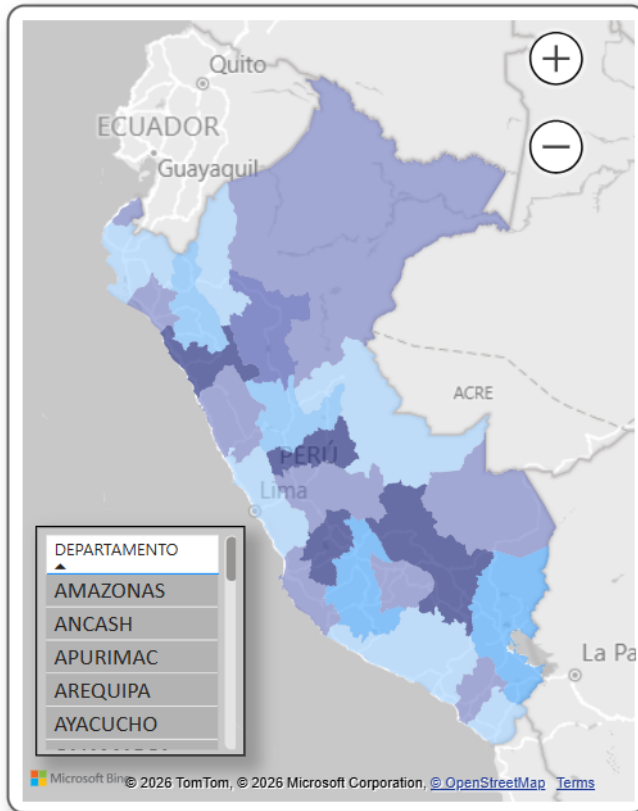 Quito
ECUADOR
Guayaquil
ACRE
PERÚ
Lima
La Pa
DEPARTAMENTO
AMAZONAS
ANCASH
APURIMAC
AREQUIPA
AYACUCHO
Microsoft Bing
© 2026 TomTom, © 2026 Microsoft Corporation, © OpenStreetMap Terms